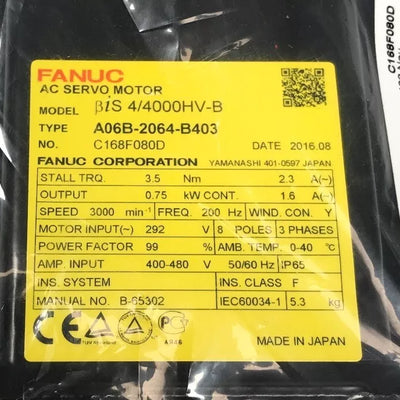 FANUC
AC SERVO MOTOR
MODEL βiS 4/4000HV-B
TYPE A06B-2064-B403
NO. C168F080D DATE 2016.08
FANUC CORPORATION YAMANASHI 401-0597 JAPAN
STALL TRQ. 3.5 Nm 2.3 A(~)
OUTPUT 0.75 kW CONT. 1.6 A(~)
SPEED 3000 min⁻¹ FREQ. 200 Hz WIND. CON. Y
MOTOR INPUT(~) 292 V 8 POLES 3 PHASES
POWER FACTOR 99 % AMB. TEMP. 0-40 °C
AMP. INPUT 400-480 V 50/60 Hz IP65
INS. SYSTEM INS. CLASS F
MANUAL NO. B-65302 IEC60034-1 5.3 kg
CE
MADE IN JAPAN
C168F080D